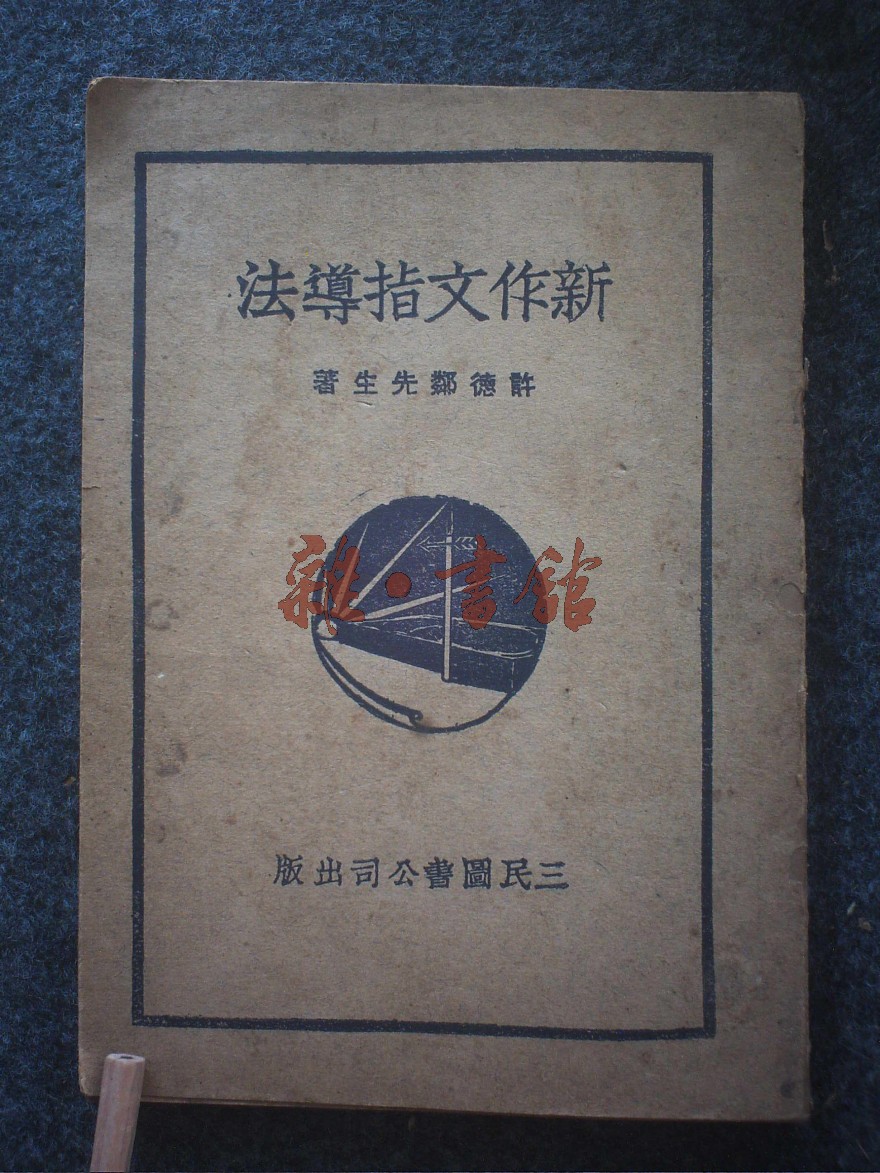 新作文指導法
許德鄰先生著
雜·書館
三民圖書公司出版